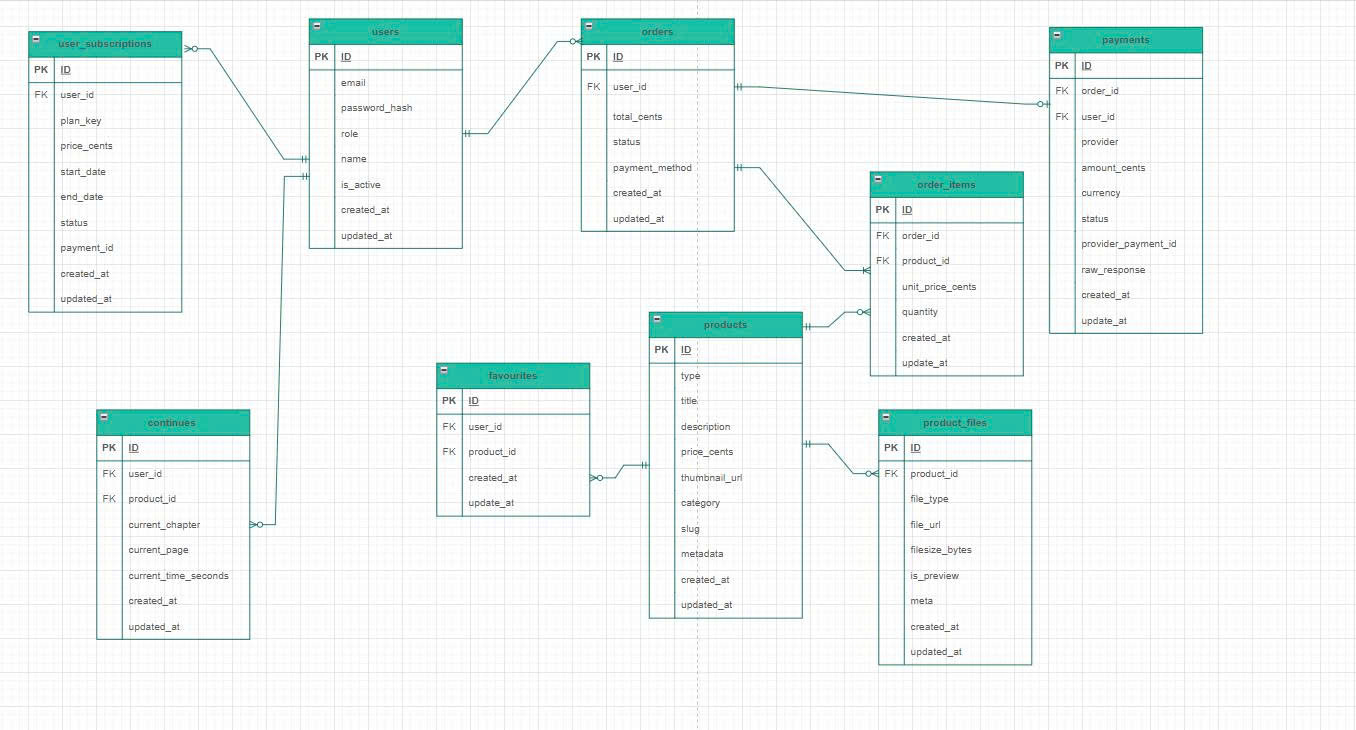 user_subscriptions
PK ID
FK user_id
plan_key
price_cents
start_date
end_date
status
payment_id
created_at
updated_at
users
PK ID
email
password_hash
role
name
is_active
created_at
updated_at
orders
PK ID
FK user_id
total_cents
status
payment_method
created_at
updated_at
payments
PK ID
FK order_id
FK user_id
provider
amount_cents
currency
status
provider_payment_id
raw_response
created_at
update_at
order_items
PK ID
FK order_id
FK product_id
unit_price_cents
quantity
created_at
update_at
products
PK ID
type
title
description
price_cents
thumbnail_url
category
slug
metadata
created_at
updated_at
favourites
PK ID
FK user_id
FK product_id
created_at
update_at
continues
PK ID
FK user_id
FK product_id
current_chapter
current_page
current_time_seconds
created_at
updated_at
product_files
PK ID
FK product_id
file_type
file_url
filesize_bytes
is_preview
meta
created_at
updated_at